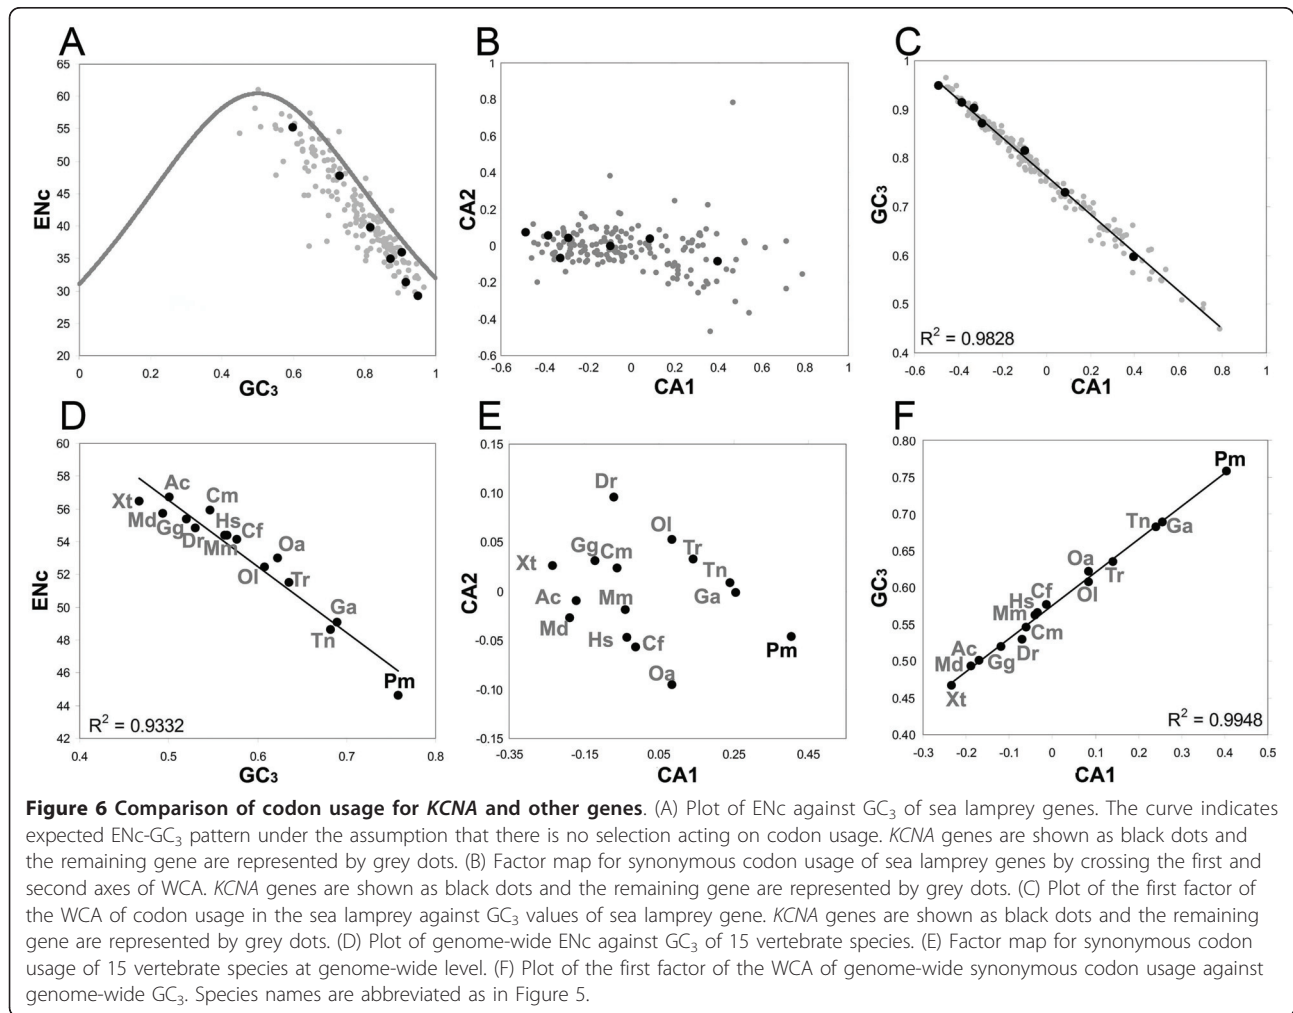 A
65
60
55
50
45
40
35
30
25
20
ENc
0 0.2 0.4 0.6 0.8 1
GC3
B
1
0.8
0.6
0.4
0.2
0
-0.2
-0.4
-0.6
CA2
-0.6 -0.4 -0.2 0 0.2 0.4 0.6 0.8 1
CA1
C
1
0.9
0.8
0.7
0.6
0.5
0.4
GC3
R2 = 0.9828
-0.6 -0.4 -0.2 0 0.2 0.4 0.6 0.8 1
CA1
D
60
58
56
54
52
50
48
46
44
42
ENc
Xt
Ac
Md
Gg
Cm
Dr
Hs
Mm
Cf
Oa
Ol
Tr
Ga
Tn
Pm
R2 = 0.9332
0.4 0.5 0.6 0.7 0.8
GC3
E
0.15
0.10
0.05
0
-0.05
-0.10
-0.15
CA2
Dr
Ol
Gg
Cm
Tr
Xt
Tn
Ac
Mm
Ga
Md
Hs
Cf
Pm
Oa
-0.35 -0.15 0.05 0.25 0.45
CA1
F
0.80
0.75
0.70
0.65
0.60
0.55
0.50
0.45
0.40
GC3
Pm
Tn
Ga
Oa
Tr
Cf
Ol
Hs
Mm
Cm
Ac
Dr
Md
Gg
Xt
R2 = 0.9948
-0.3 -0.2 -0.1 0 0.1 0.2 0.3 0.4 0.5
CA1
Figure 6 Comparison of codon usage for KCNA and other genes. (A) Plot of ENc against GC3 of sea lamprey genes. The curve indicates
expected ENc-GC3 pattern under the assumption that there is no selection acting on codon usage. KCNA genes are shown as black dots and
the remaining gene are represented by grey dots. (B) Factor map for synonymous codon usage of sea lamprey genes by crossing the first and
second axes of WCA. KCNA genes are shown as black dots and the remaining gene are represented by grey dots. (C) Plot of the first factor of
the WCA of codon usage in the sea lamprey against GC3 values of sea lamprey gene. KCNA genes are shown as black dots and the remaining
gene are represented by grey dots. (D) Plot of genome-wide ENc against GC3 of 15 vertebrate species. (E) Factor map for synonymous codon
usage of 15 vertebrate species at genome-wide level. (F) Plot of the first factor of the WCA of genome-wide synonymous codon usage against
genome-wide GC3. Species names are abbreviated as in Figure 5.